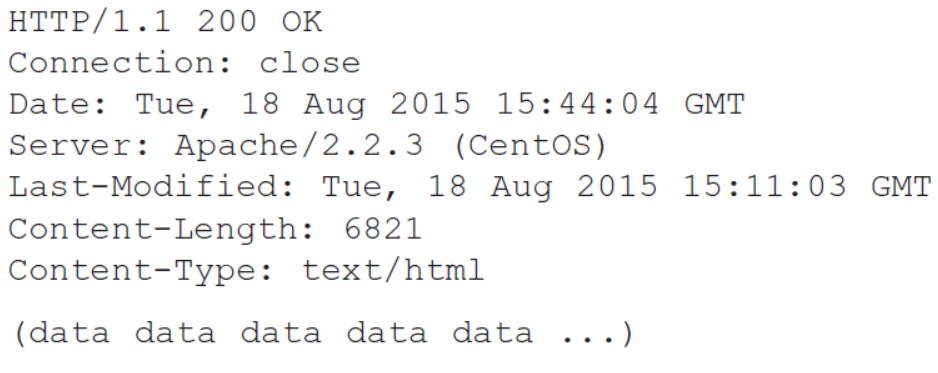 HTTP/1.1 200 OK
Connection: close
Date: Tue, 18 Aug 2015 15:44:04 GMT
Server: Apache/2.2.3 (CentOS)
Last-Modified: Tue, 18 Aug 2015 15:11:03 GMT
Content-Length: 6821
Content-Type: text/html
(data data data data data ...)